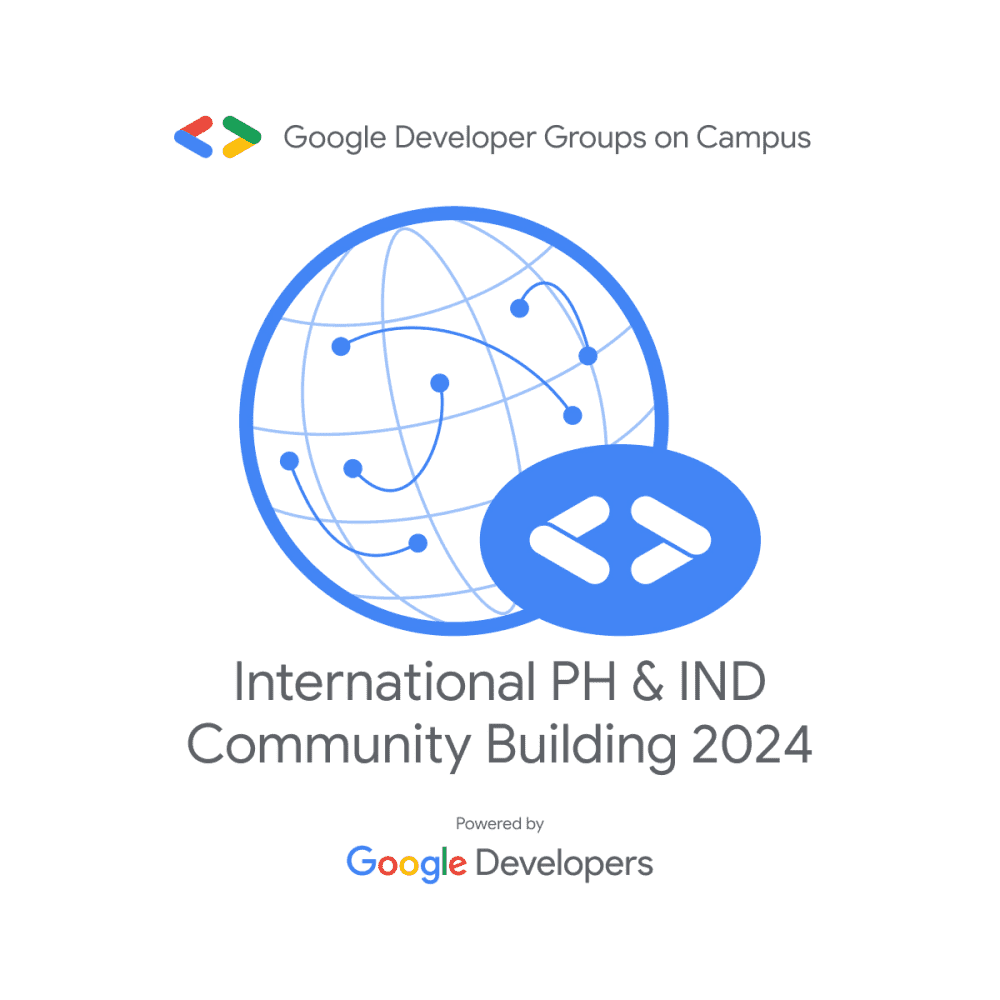 Google Developer Groups on Campus
International PH & IND
Community Building 2024
Powered by
Google Developers